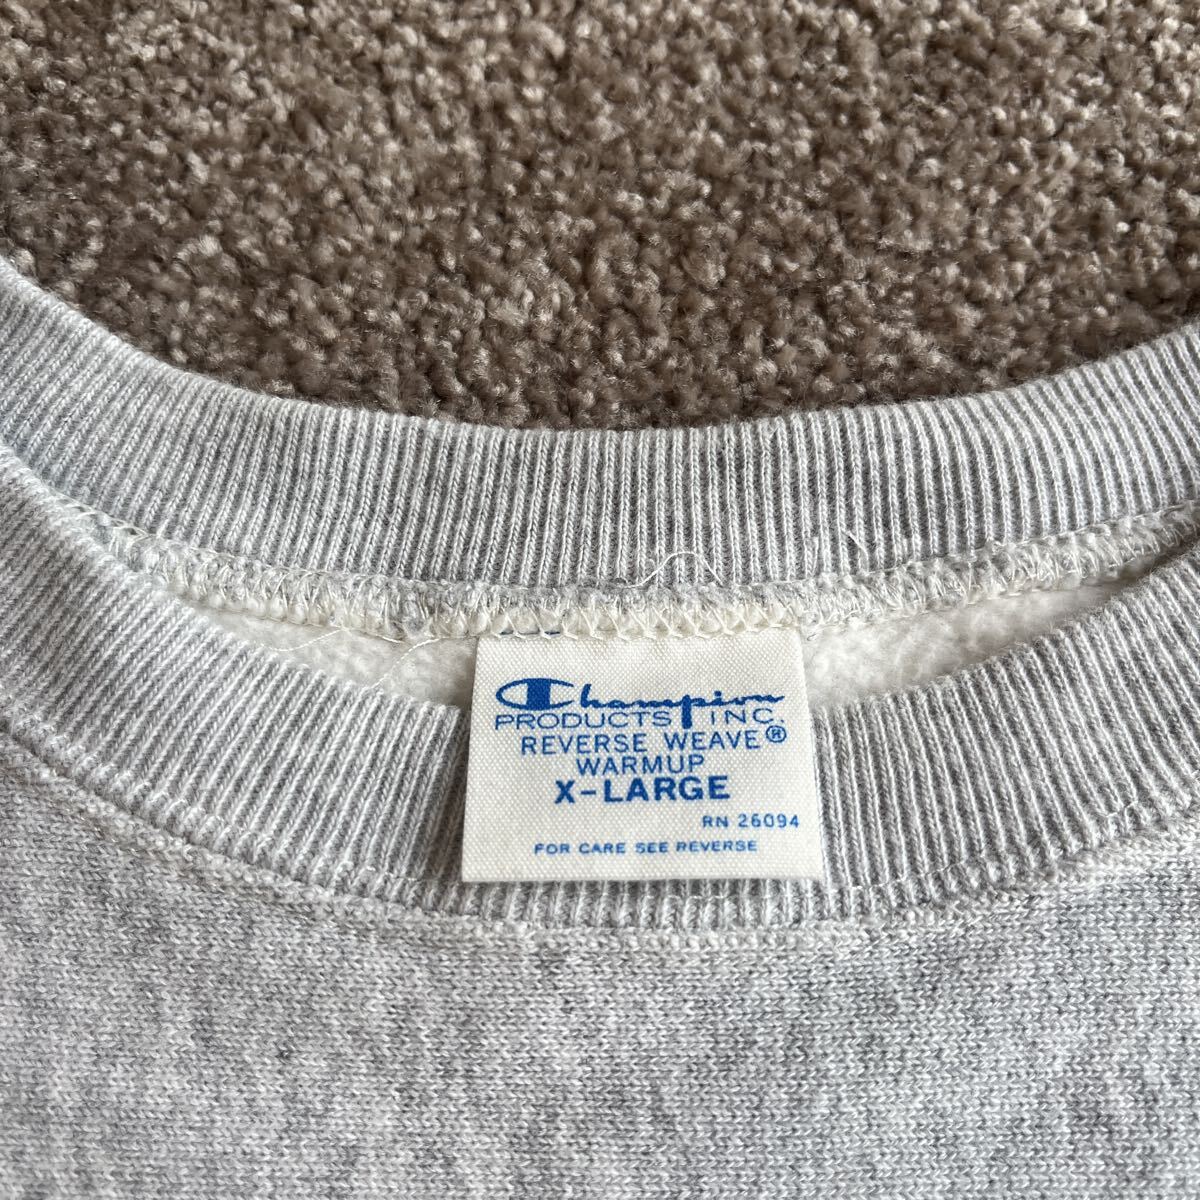 Champion
PRODUCTS INC.
REVERSE WEAVE®
WARMUP
X-LARGE
RN 26094
FOR CARE SEE REVERSE